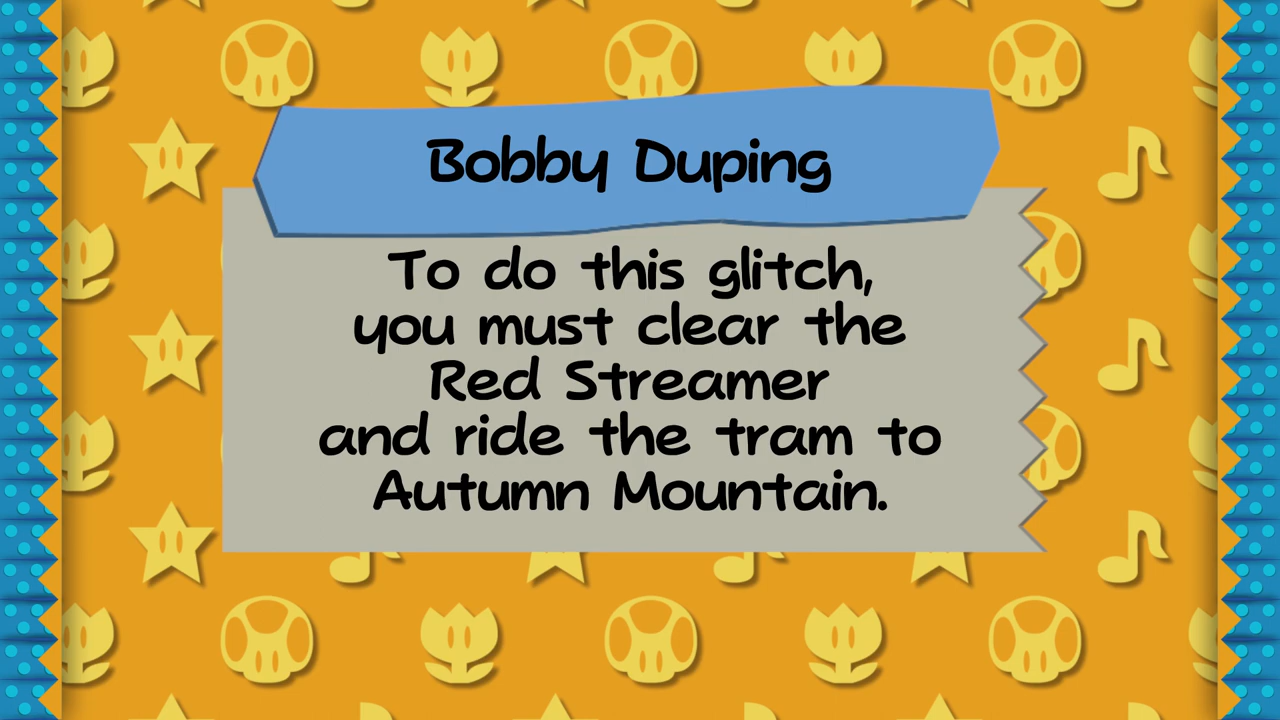 Bobby Duping
To do this glitch,
you must clear the
Red Streamer
and ride the tram to
Autumn Mountain.